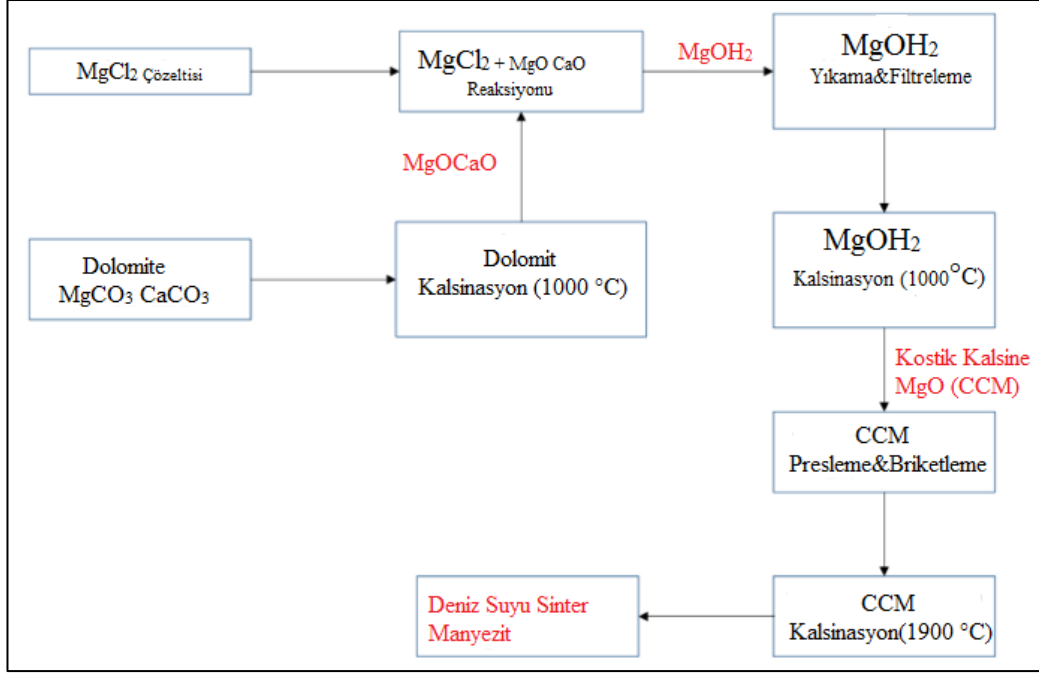 MgCl2 Çözeltisi
MgCl2 + MgO CaO
Reaksiyonu
MgOH2
MgOH2
Yıkama&Filtreleme
MgOCaO
Dolomite
MgCO3 CaCO3
Dolomit
Kalsinasyon (1000 °C)
MgOH2
Kalsinasyon (1000°C)
Kostik Kalsine
MgO (CCM)
CCM
Presleme&Briketleme
CCM
Kalsinasyon(1900 °C)
Deniz Suyu Sinter
Manyezit